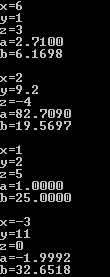 x=6
y=1
z=3
a=2.7100
b=6.1698
x=2
y=9.2
z=-4
a=82.7090
b=19.5697
x=1
y=2
z=5
a=1.0000
b=25.0000
x=-3
y=11
z=0
a=-1.9992
b=32.6518